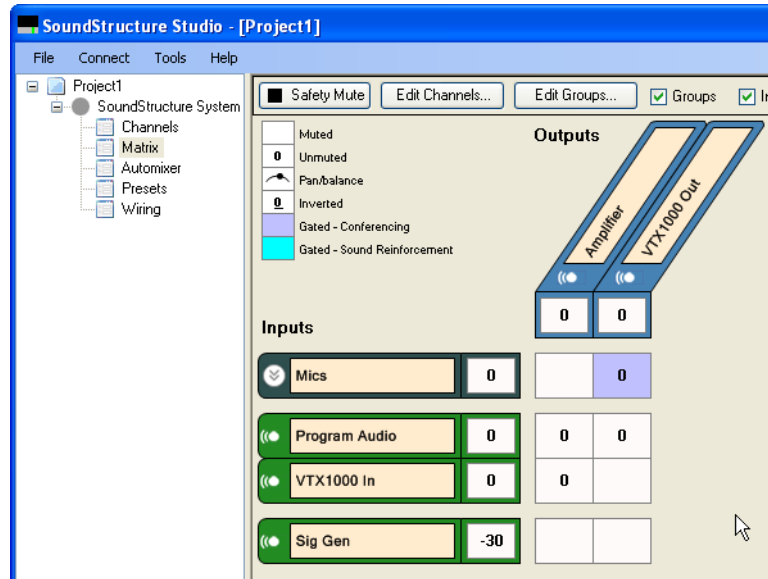 SoundStructure Studio - [Project1]
File Connect Tools Help
Project1
SoundStructure System
Channels
Matrix
Automixer
Presets
Wiring
Safety Mute Edit Channels... Edit Groups... Groups
Muted
0 Unmuted
Pan/balance
0 Inverted
Gated - Conferencing
Gated - Sound Reinforcement
Outputs
Amplifier
VTX1000 Out
0 0
Inputs
Mics 0 0
Program Audio 0 0 0
VTX1000 In 0 0
Sig Gen -30